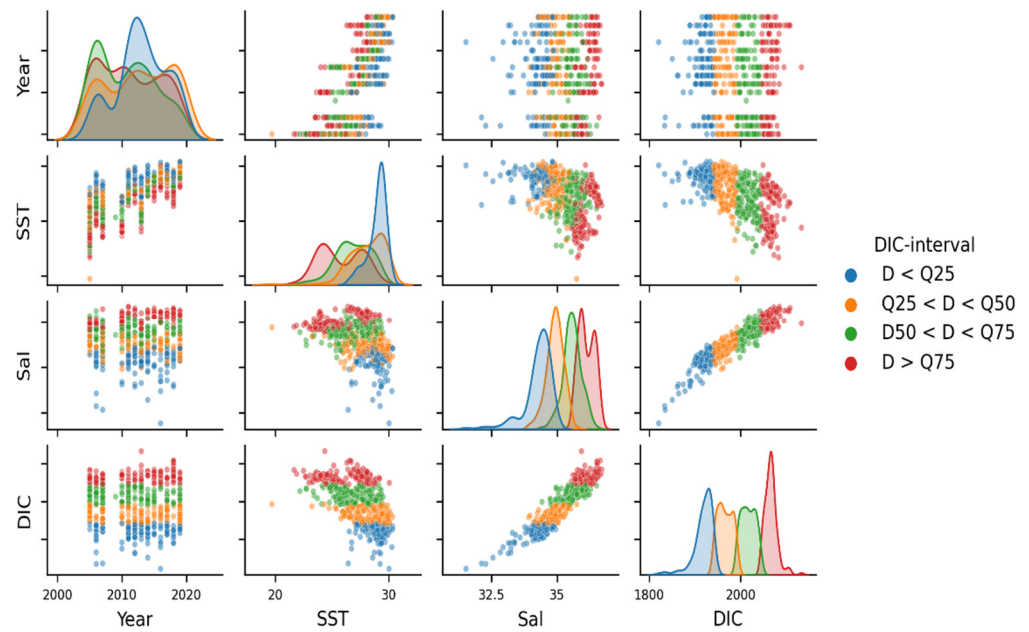 Year
SST
Sal
DIC
DIC-interval
D < Q25
Q25 < D < Q50
D50 < D < Q75
D > Q75
2000 2010 2020
20 30
32.5 35
1800 2000
Year SST Sal DIC